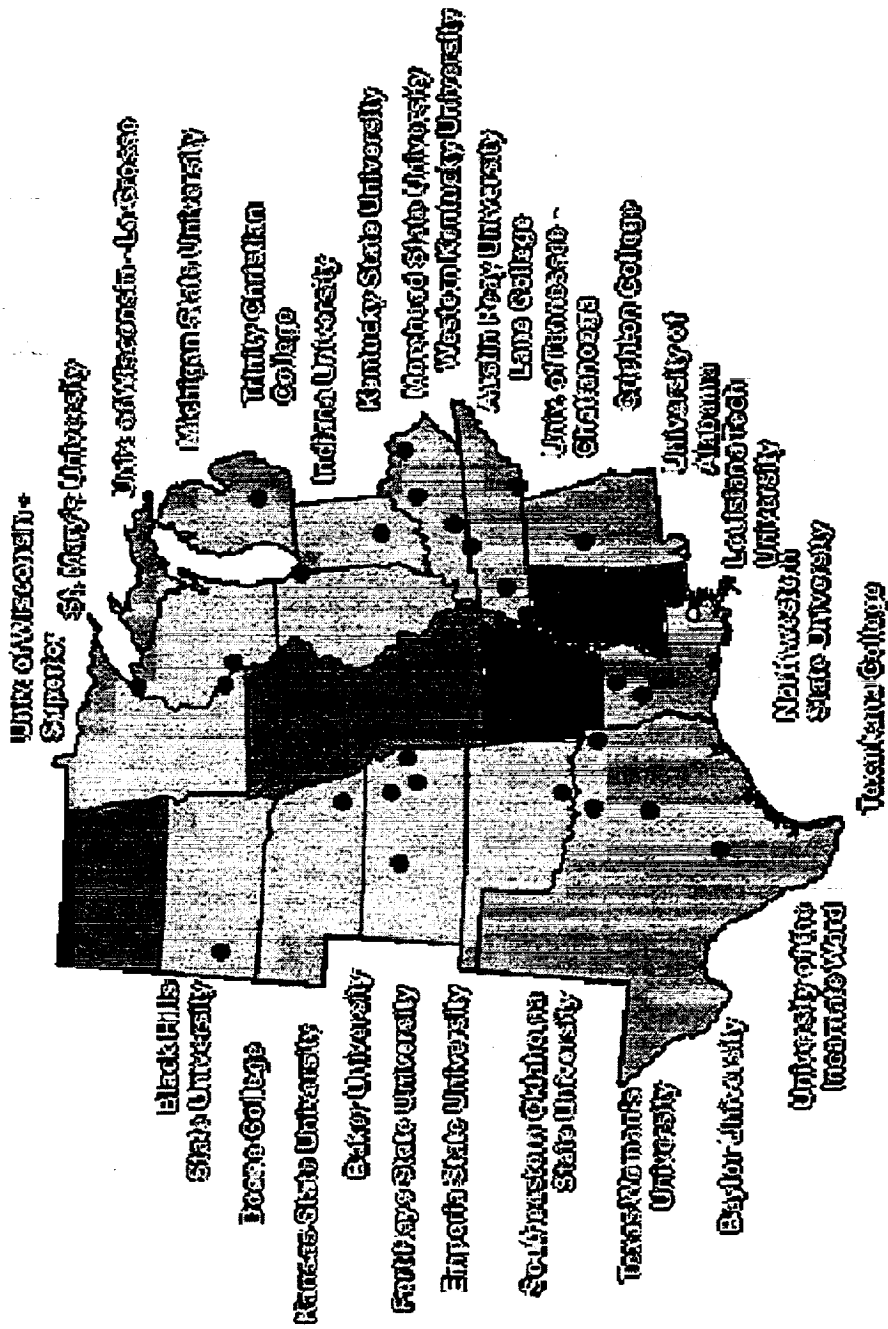 Univ. of Wisconsin -
Superior
St. Mary's University
Univ. of Wisconsin - La Crosse
Michigan State University
Trinity Christian
College
Indiana University
Kentucky State University
Morehead State University
Western Kentucky University
Austin Peay University
Lane College
Univ. of Tennessee -
Chattanooga
Crichton College
University of
Alabama
Louisiana Tech
University
Northwestern
State University
Texarkana College
Black Hills
State University
Doane College
Kansas State University
Baker University
Fort Hays State University
Emporia State University
Southeastern Oklahoma
State University
Texas Woman's
University
Baylor University
University of the
Incarnate Word